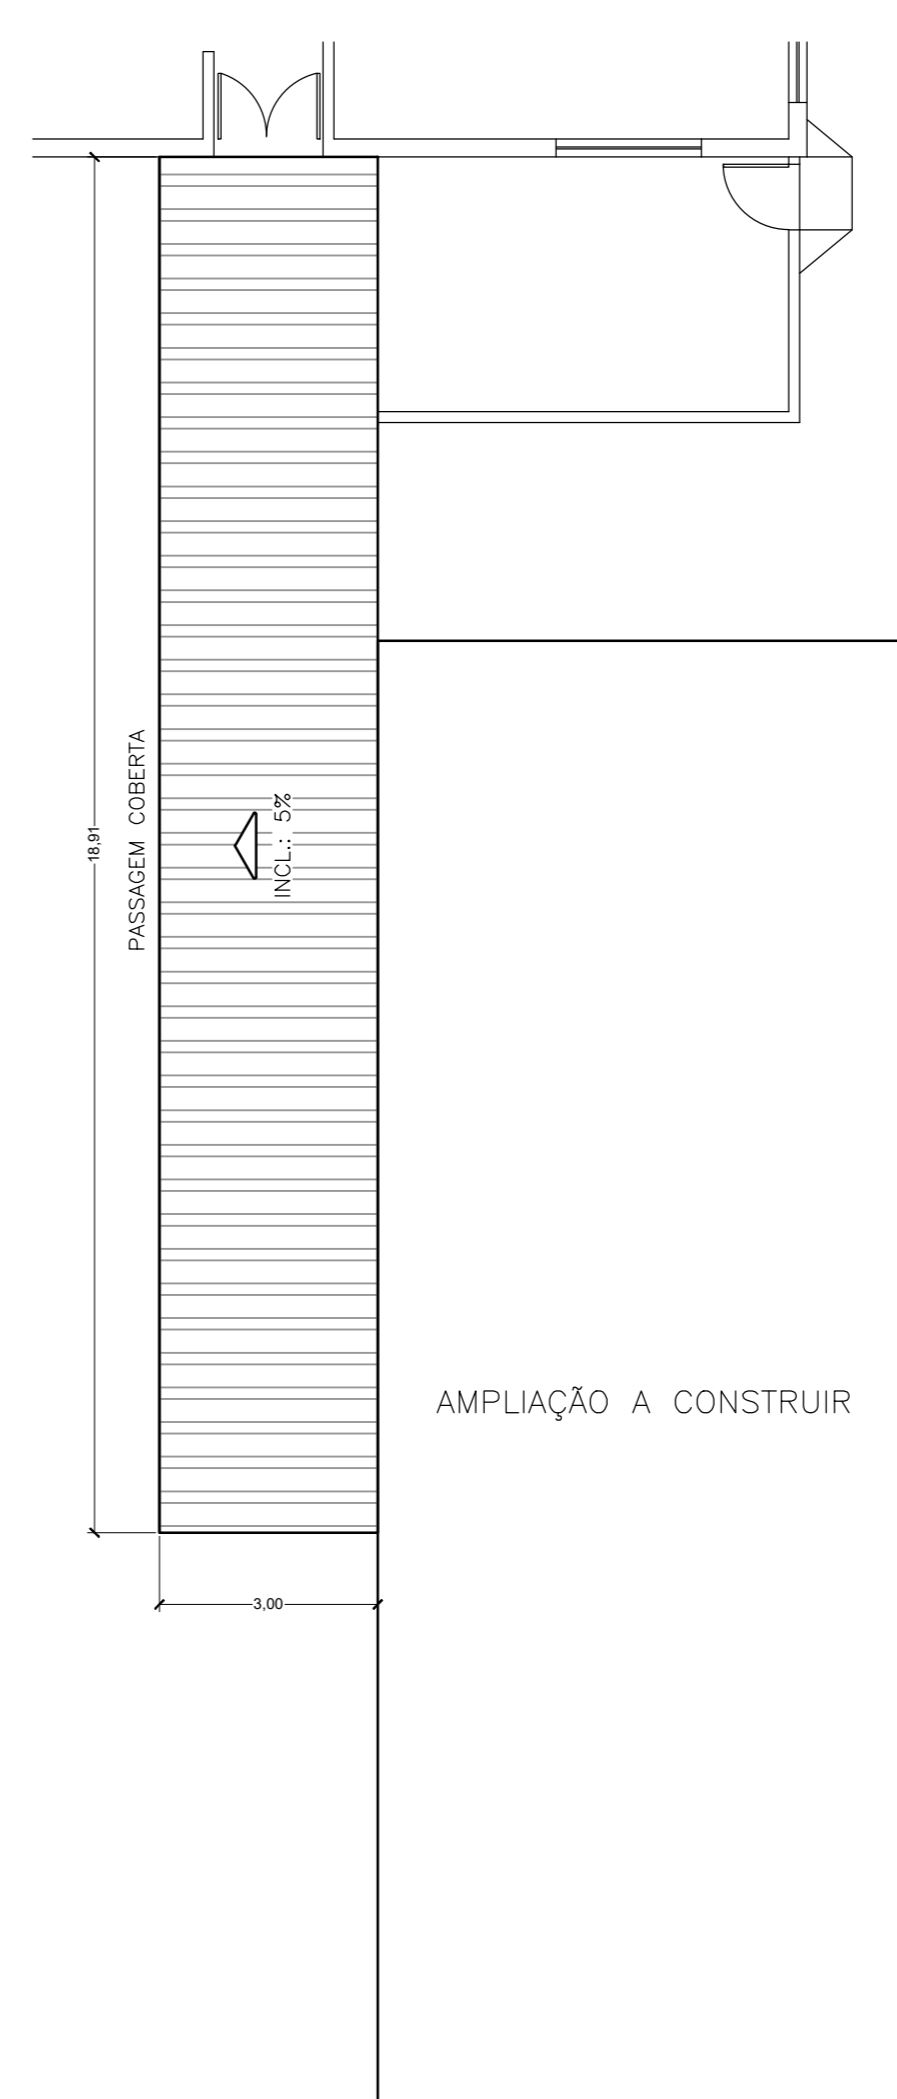 PASSAGEM COBERTA
18,91
INCL.: 5%
AMPLIAÇÃO A CONSTRUIR
3,00